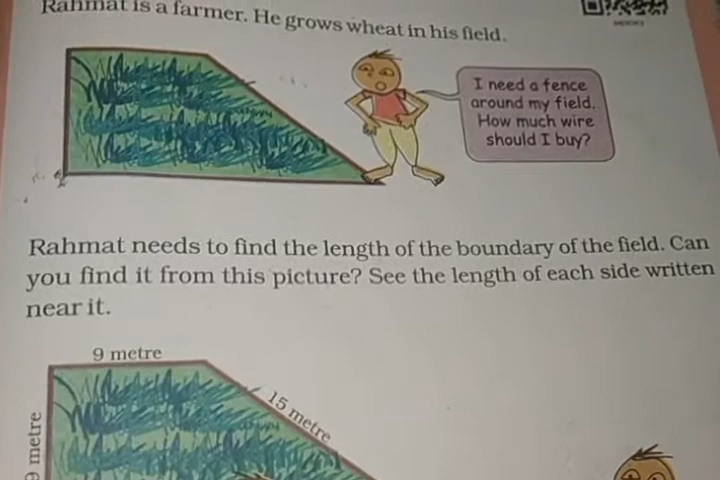 Rahmat is a farmer. He grows wheat in his field.
I need a fence
around my field.
How much wire
should I buy?
Rahmat needs to find the length of the boundary of the field. Can
you find it from this picture? See the length of each side written
near it.
9 metre
15 metre
9 metre